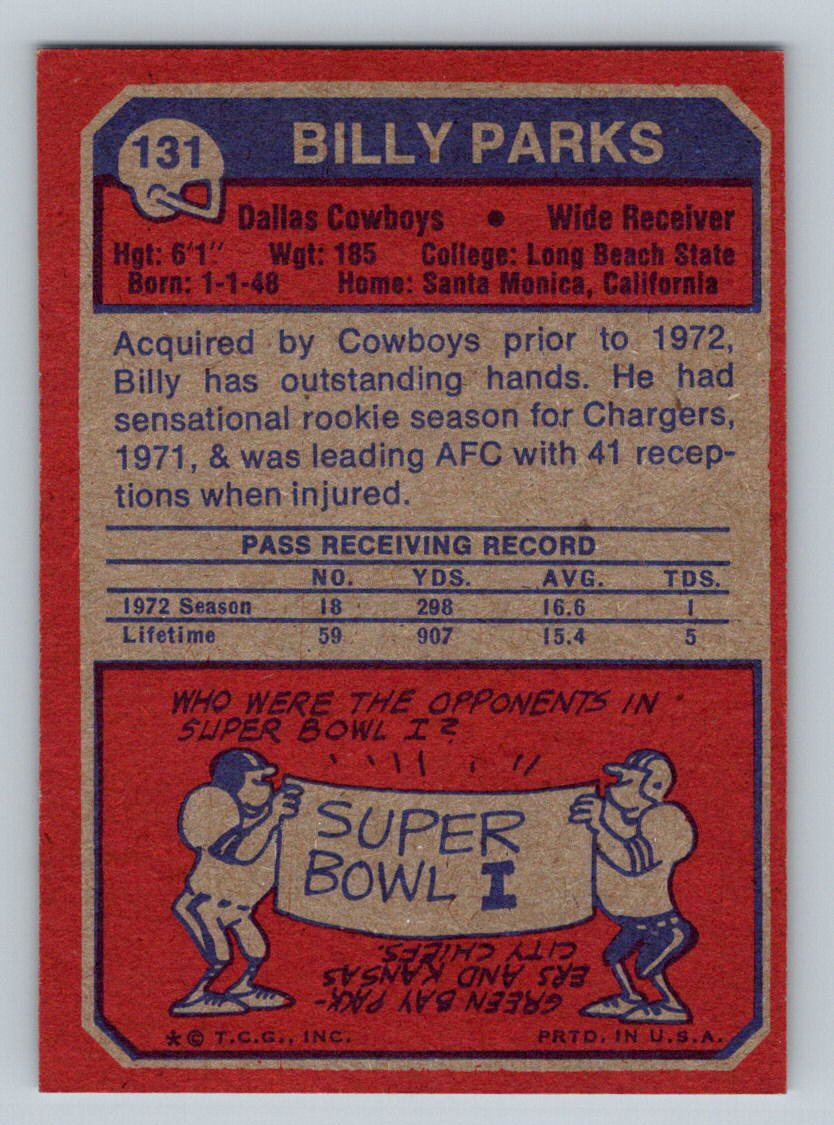 131
BILLY PARKS
Dallas Cowboys • Wide Receiver
Hgt: 6'1" Wgt: 185 College: Long Beach State
Born: 1-1-48 Home: Santa Monica, California
Acquired by Cowboys prior to 1972,
Billy has outstanding hands. He had
sensational rookie season for Chargers,
1971, & was leading AFC with 41 recep-
tions when injured.
PASS RECEIVING RECORD
NO. YDS. AVG. TDS.
1972 Season 18 298 16.6 1
Lifetime 59 907 15.4 5
WHO WERE THE OPPONENTS IN
SUPER BOWL I?
SUPER
BOWL I
GREEN BAY PACK-
ERS AND KANSAS
CITY CHIEFS.
* © T.C.G., INC. PRTD. IN U.S.A.